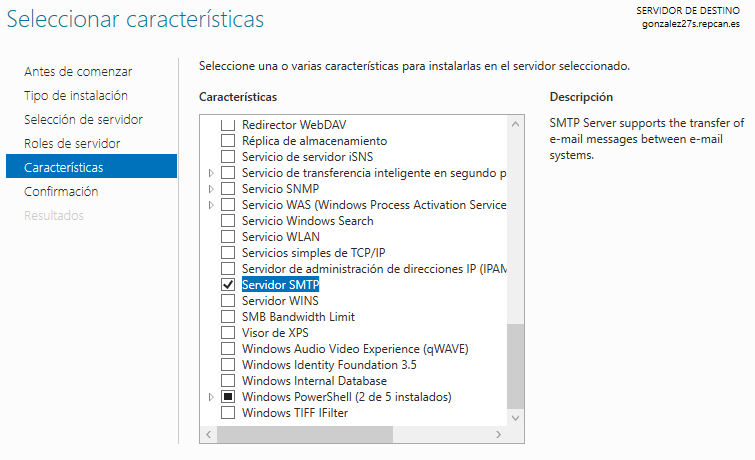 Seleccionar características
SERVIDOR DE DESTINO
gonzalez27s.repcan.es
Antes de comenzar
Tipo de instalación
Selección de servidor
Roles de servidor
Características
Confirmación
Resultados
Seleccione una o varias características para instalarlas en el servidor seleccionado.
Características
Redirector WebDAV
Réplica de almacenamiento
Servicio de servidor iSNS
Servicio de transferencia inteligente en segundo p
Servicio SNMP
Servicio WAS (Windows Process Activation Service
Servicio Windows Search
Servicio WLAN
Servicios simples de TCP/IP
Servidor de administración de direcciones IP (IPAM
Servidor SMTP
Servidor WINS
SMB Bandwidth Limit
Visor de XPS
Windows Audio Video Experience (qWAVE)
Windows Identity Foundation 3.5
Windows Internal Database
Windows PowerShell (2 de 5 instalados)
Windows TIFF IFilter
Descripción
SMTP Server supports the transfer of
e-mail messages between e-mail
systems.